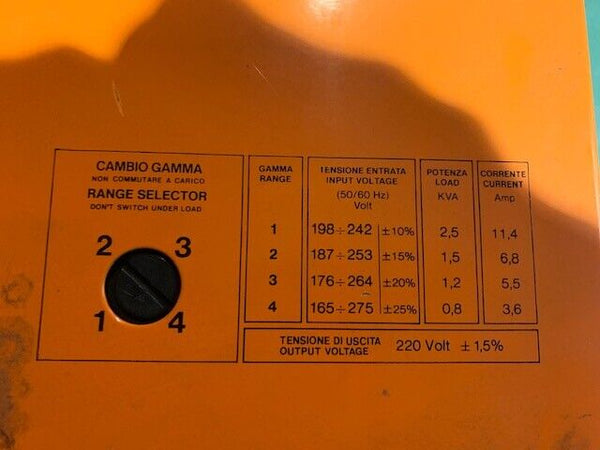 CAMBIO GAMMA
NON COMMUTARE A CARICO
RANGE SELECTOR
DON'T SWITCH UNDER LOAD
2 3
1 4
GAMMA RANGE
TENSIONE ENTRATA
INPUT VOLTAGE
(50/60 Hz)
Volt
POTENZA
LOAD
KVA
CORRENTE
CURRENT
Amp
1 198÷242 ±10% 2,5 11,4
2 187÷253 ±15% 1,5 6,8
3 176÷264 ±20% 1,2 5,5
4 165÷275 ±25% 0,8 3,6
TENSIONE DI USCITA
OUTPUT VOLTAGE
220 Volt ± 1,5%